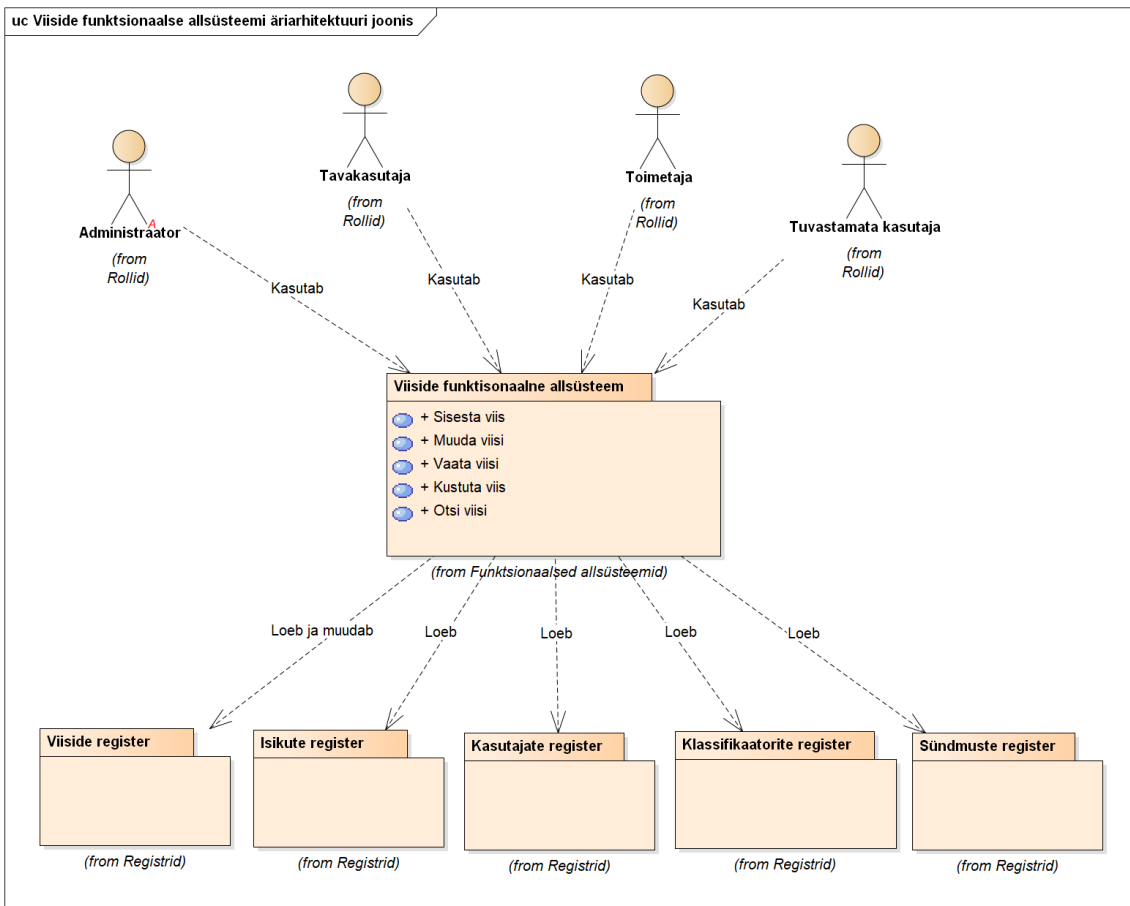 uc Viiside funktsionaalse allsüsteemi äriarhitektuuri joonis
Administraator
A
(from
Rollid)
Tavakasutaja
(from
Rollid)
Toimetaja
(from
Rollid)
Tuvastamata kasutaja
(from
Rollid)
Kasutab
Kasutab
Kasutab
Kasutab
Viiside funktisonaalne allsüsteem
+ Sisesta viis
+ Muuda viisi
+ Vaata viisi
+ Kustuta viis
+ Otsi viisi
(from Funktsionaalsed allsüsteemid)
Loeb ja muudab
Loeb
Loeb
Loeb
Loeb
Viiside register
(from Registrid)
Isikute register
(from Registrid)
Kasutajate register
(from Registrid)
Klassifikaatorite register
(from Registrid)
Sündmuste register
(from Registrid)